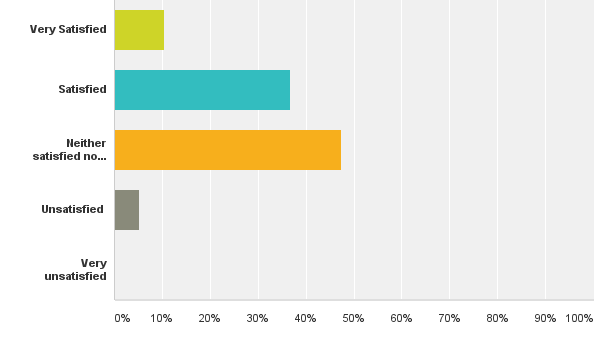 Very Satisfied
Satisfied
Neither
satisfied no...
Unsatisfied
Very
unsatisfied
0% 10% 20% 30% 40% 50% 60% 70% 80% 90% 100%